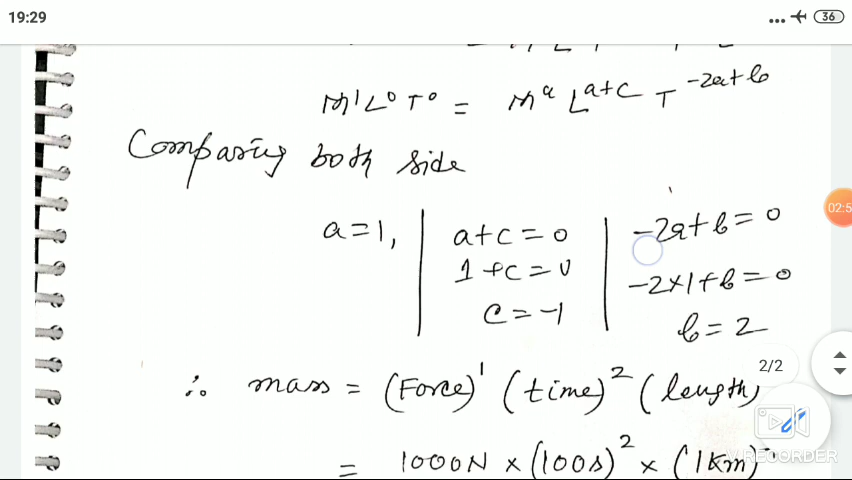 19:29
36
M¹L⁰T⁰ = Mᵃ Lᵃ⁺ᶜ T⁻²ᵃ⁺ᵇ
Comparing both side
a=1, | a+c=0 | -2a+b=0
1+c=0 | -2×1+b=0
c=-1 | b=2
∴ mass = (Force)¹ (time)² (length)
= 1000N × (100s)² × (1Km)
02:5
2/2
V RECORDER